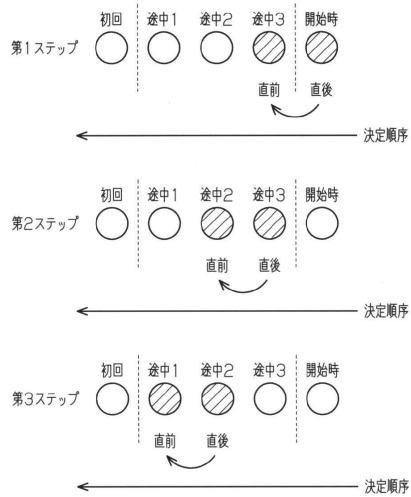 初回 途中1 途中2 途中3 開始時
第1ステップ
直前 直後
決定順序
初回 途中1 途中2 途中3 開始時
第2ステップ
直前 直後
決定順序
初回 途中1 途中2 途中3 開始時
第3ステップ
直前 直後
決定順序